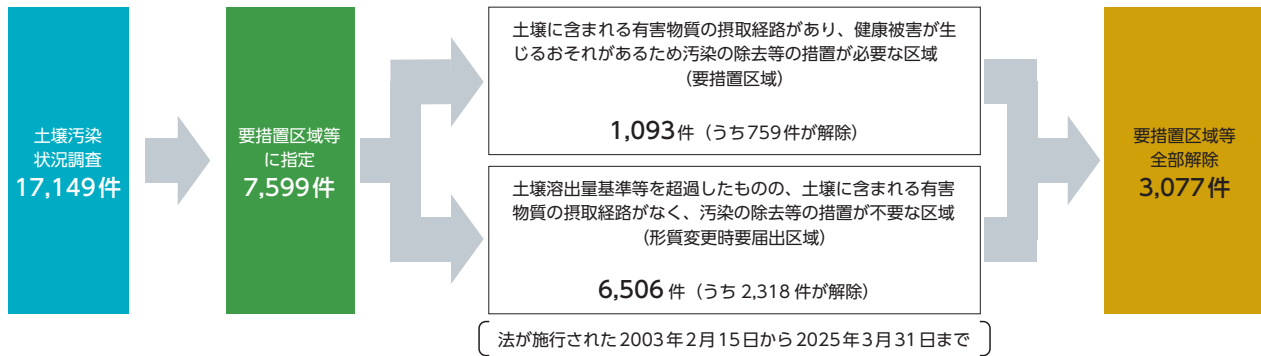 土壌汚染
状況調査
17,149件
要措置区域等
に指定
7,599件
土壌に含まれる有害物質の摂取経路があり、健康被害が生
じるおそれがあるため汚染の除去等の措置が必要な区域
（要措置区域）
1,093件（うち759件が解除）
土壌溶出量基準等を超過したものの、土壌に含まれる有害
物質の摂取経路がなく、汚染の除去等の措置が不要な区域
（形質変更時要届出区域）
6,506件（うち2,318件が解除）
法が施行された2003年2月15日から2025年3月31日まで
要措置区域等
全部解除
3,077件